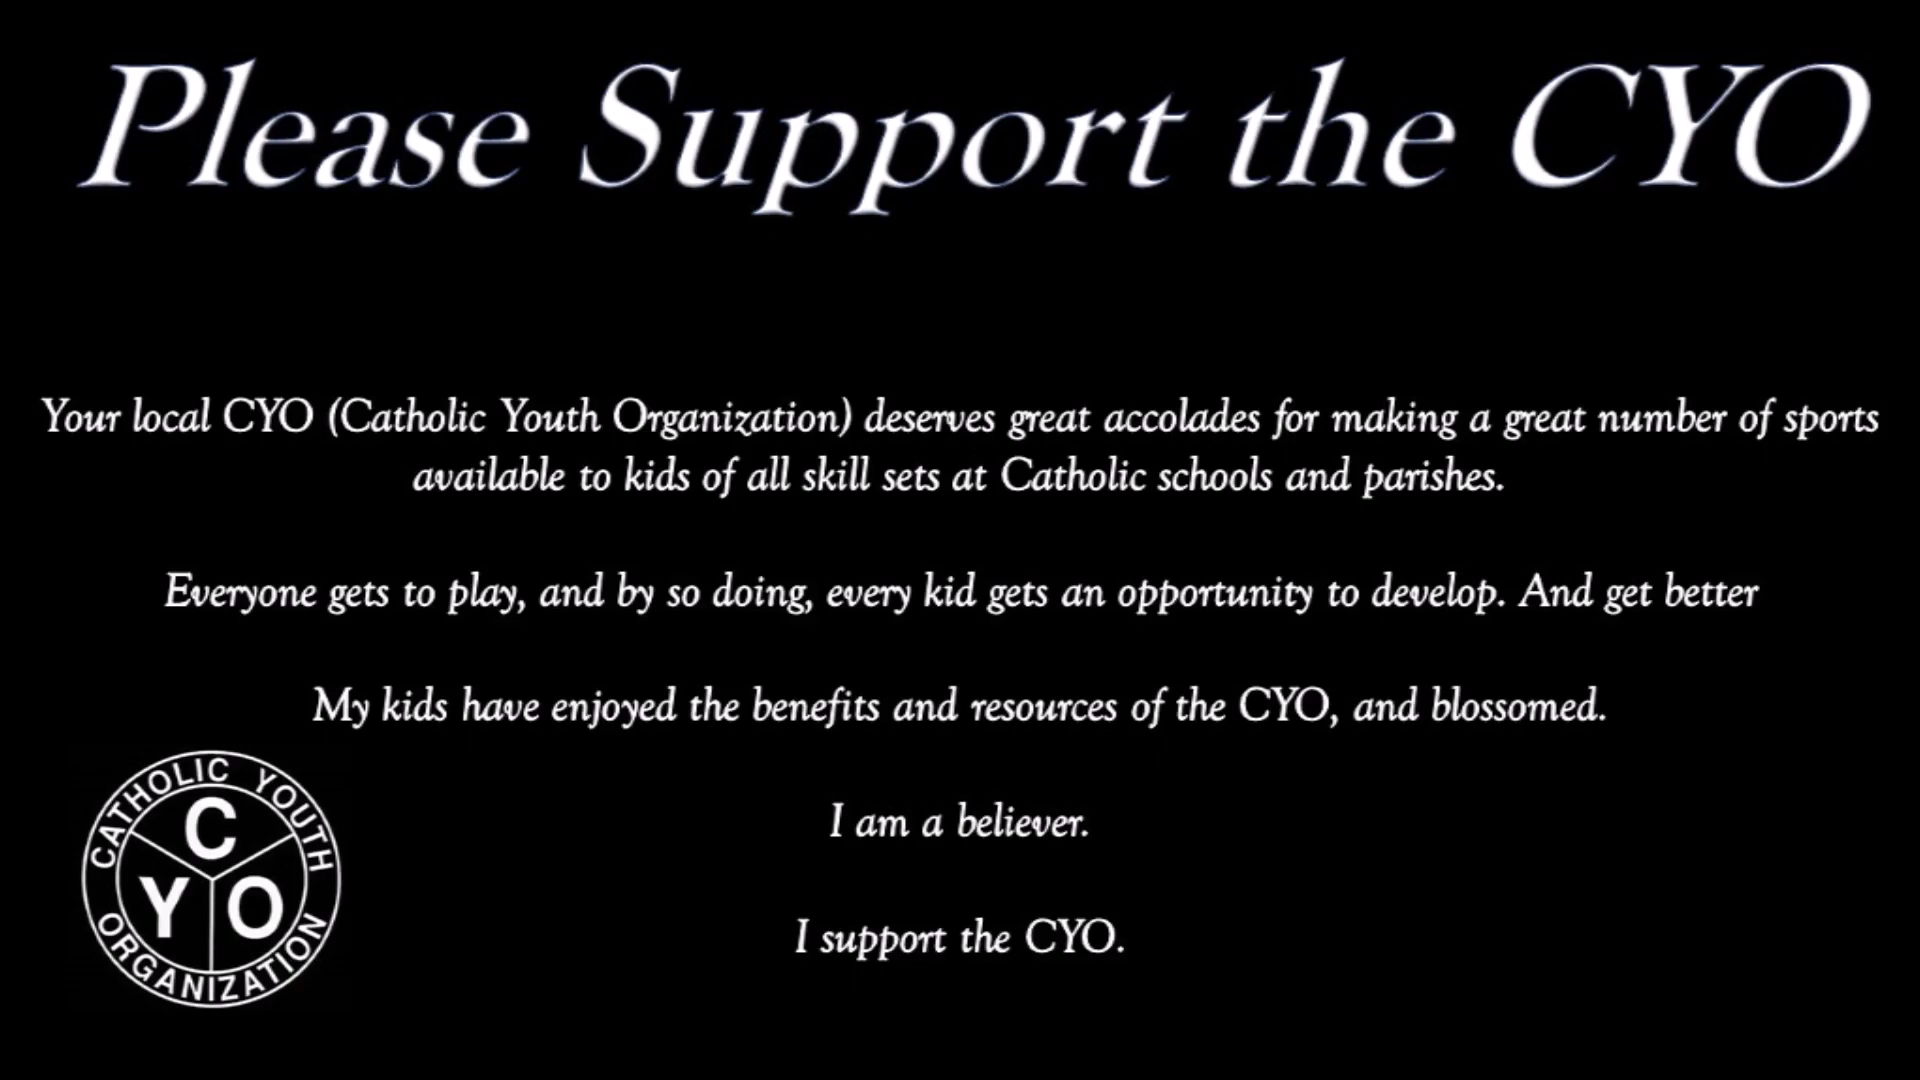 Please Support the CYO
Your local CYO (Catholic Youth Organization) deserves great accolades for making a great number of sports
available to kids of all skill sets at Catholic schools and parishes.
Everyone gets to play, and by so doing, every kid gets an opportunity to develop. And get better
My kids have enjoyed the benefits and resources of the CYO, and blossomed.
I am a believer.
I support the CYO.
CATHOLIC YOUTH
C
Y O
ORGANIZATION